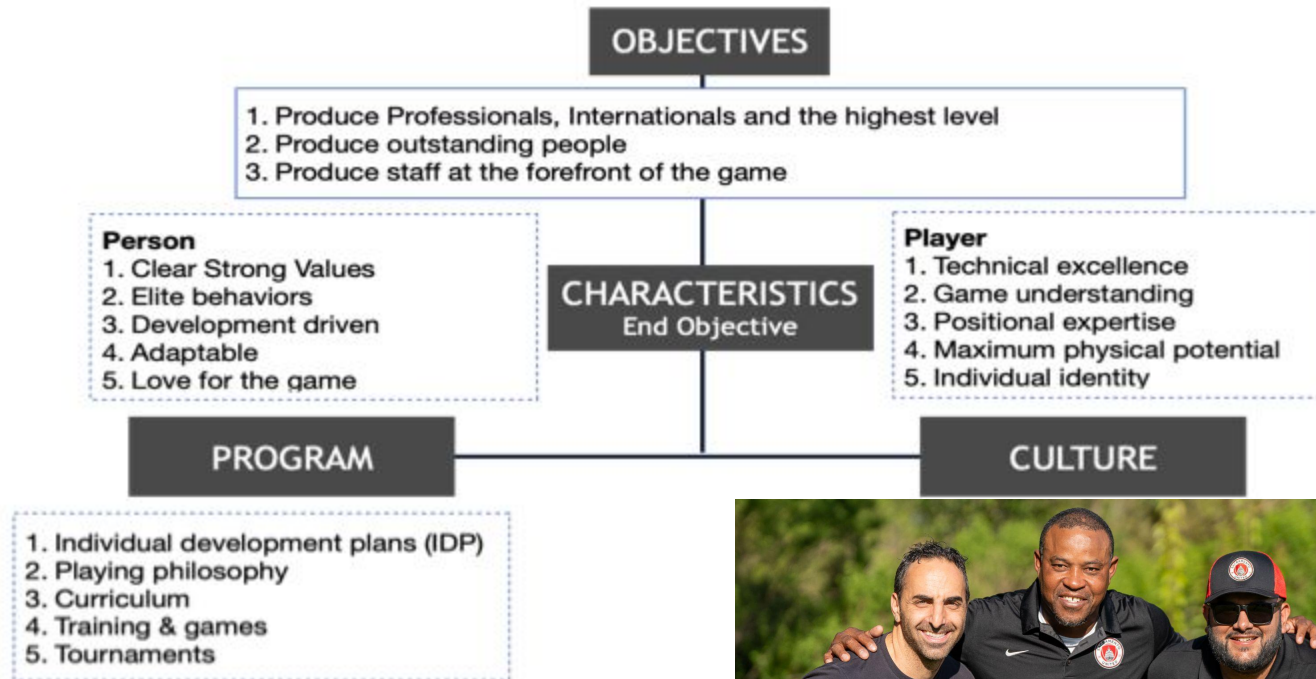 OBJECTIVES
1. Produce Professionals, Internationals and the highest level
2. Produce outstanding people
3. Produce staff at the forefront of the game
Person
1. Clear Strong Values
2. Elite behaviors
3. Development driven
4. Adaptable
5. Love for the game
CHARACTERISTICS
End Objective
Player
1. Technical excellence
2. Game understanding
3. Positional expertise
4. Maximum physical potential
5. Individual identity
PROGRAM
CULTURE
1. Individual development plans (IDP)
2. Playing philosophy
3. Curriculum
4. Training & games
5. Tournaments